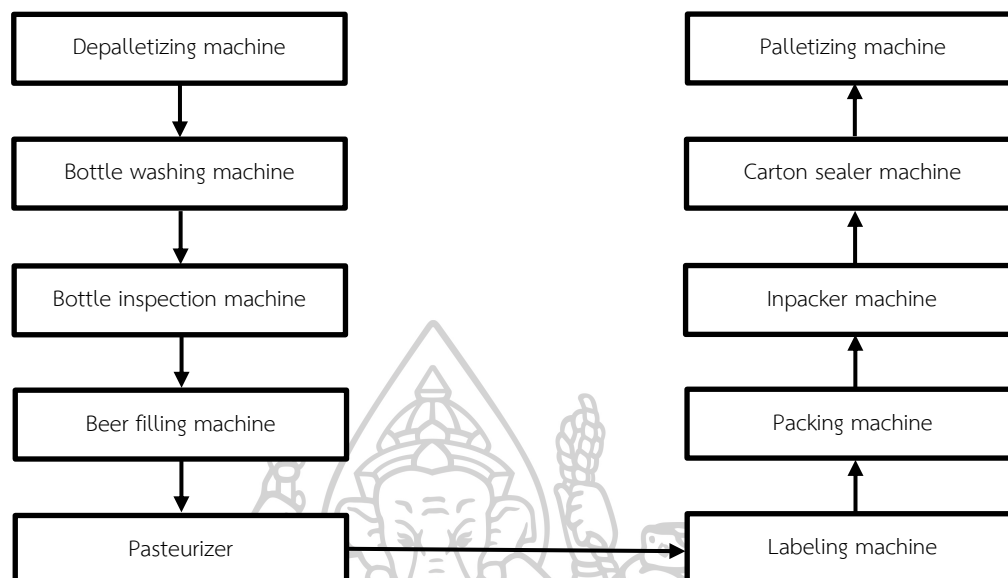 Depalletizing machine
Bottle washing machine
Bottle inspection machine
Beer filling machine
Pasteurizer
Labeling machine
Packing machine
Inpacker machine
Carton sealer machine
Palletizing machine